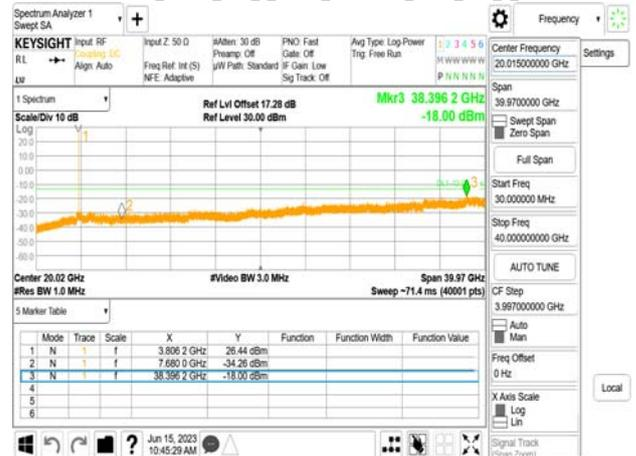 Spectrum Analyzer 1
Swept SA
Frequency
KEYSIGHT
RL
Input: RF
Coupling: DC
Align: Auto
Input Z: 50 Ω
Freq Ref: Int (S)
NFE: Adaptive
#Atten: 30 dB
Preamp: Off
µW Path: Standard
PNO: Fast
Gate: Off
IF Gain: Low
Sig Track: Off
Avg Type: Log-Power
Trig: Free Run
1 2 3 4 5 6
M W W W W W
P N N N N N
1 Spectrum
Scale/Div 10 dB
Ref Lvl Offset 17.28 dB
Ref Level 30.00 dBm
Mkr3 38.396 2 GHz
-18.00 dBm
Log
20.0
10.0
0.00
-10.0
-20.0
-30.0
-40.0
-50.0
-60.0
1
2
3
Center 20.02 GHz
#Res BW 1.0 MHz
#Video BW 3.0 MHz
Span 39.97 GHz
Sweep ~71.4 ms (40001 pts)
5 Marker Table
Mode Trace Scale X Y Function Function Width Function Value
1 N 1 f 3.806 2 GHz 26.44 dBm
2 N 1 f 7.680 0 GHz -34.26 dBm
3 N 1 f 38.396 2 GHz -18.00 dBm
4
5
6
Jun 15, 2023
10:45:29 AM
Center Frequency
20.015000000 GHz
Span
39.9700000 GHz
Swept Span
Zero Span
Full Span
Start Freq
30.000000 MHz
Stop Freq
40.000000000 GHz
AUTO TUNE
CF Step
3.997000000 GHz
Auto
Man
Freq Offset
0 Hz
X Axis Scale
Log
Lin
Signal Track
(Span Zoom)
Settings
Local